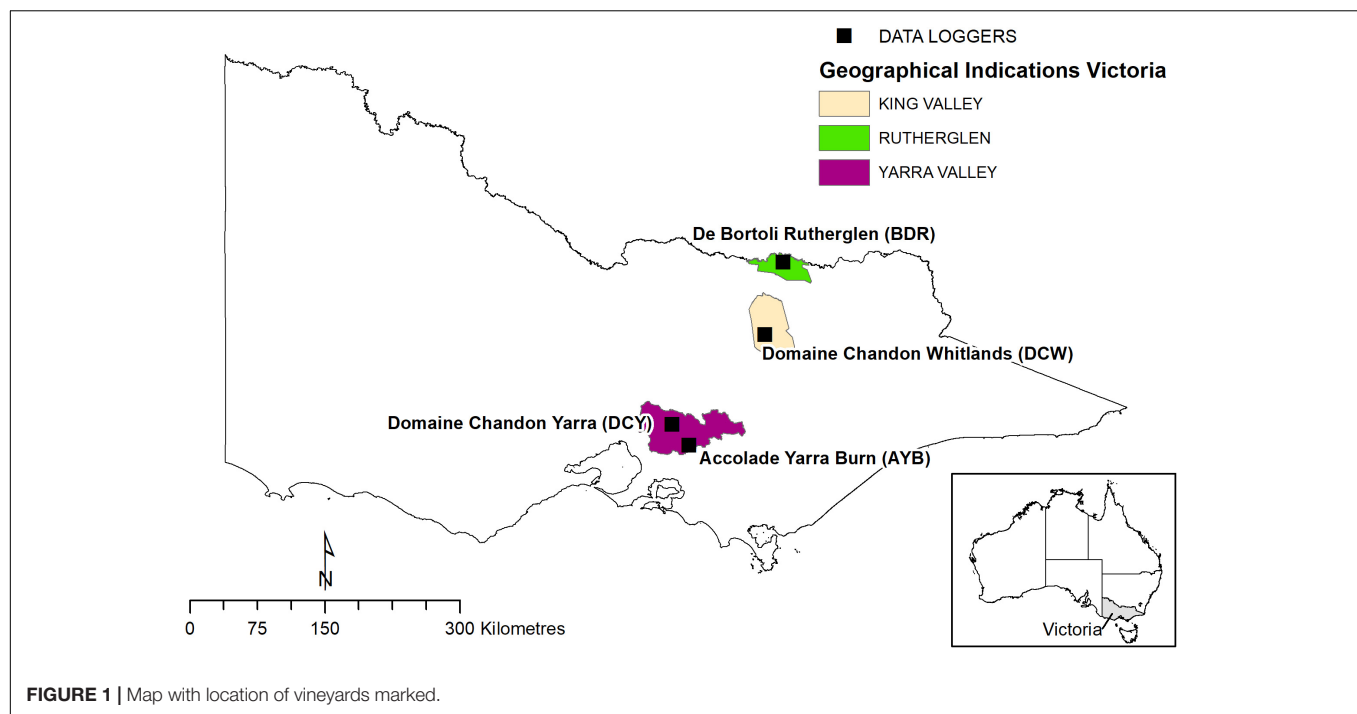 DATA LOGGERS
Geographical Indications Victoria
KING VALLEY
RUTHERGLEN
YARRA VALLEY
De Bortoli Rutherglen (BDR)
Domaine Chandon Whitlands (DCW)
Domaine Chandon Yarra (DCY)
Accolade Yarra Burn (AYB)
N
0 75 150 300 Kilometres
Victoria
FIGURE 1 | Map with location of vineyards marked.